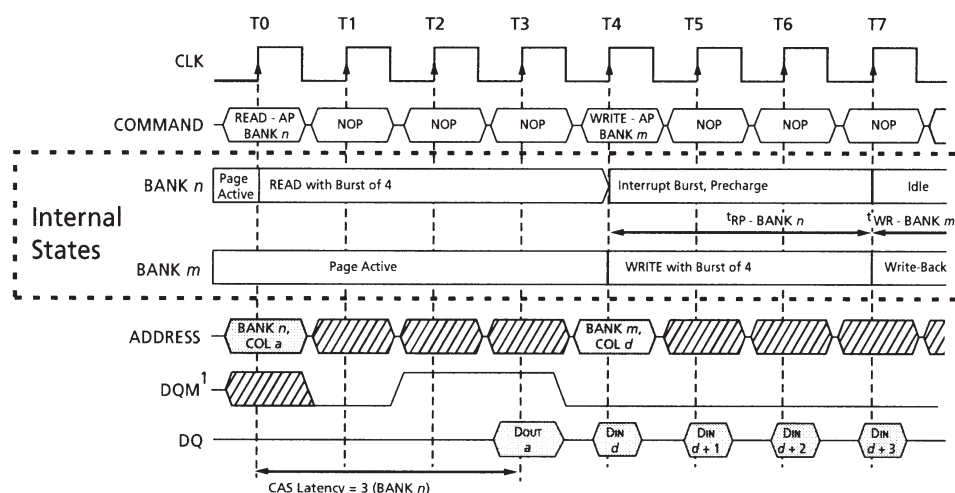 T0 T1 T2 T3 T4 T5 T6 T7
CLK
COMMAND
READ - AP
BANK n
NOP
NOP
NOP
WRITE - AP
BANK m
NOP
NOP
NOP
Internal
States
BANK n
Page
Active
READ with Burst of 4
Interrupt Burst, Precharge
Idle
tRP - BANK n
tWR - BANK m
BANK m
Page Active
WRITE with Burst of 4
Write-Back
ADDRESS
BANK n,
COL a
BANK m,
COL d
DQM1
DQ
DOUT
a
DIN
d
DIN
d + 1
DIN
d + 2
DIN
d + 3
CAS Latency = 3 (BANK n)